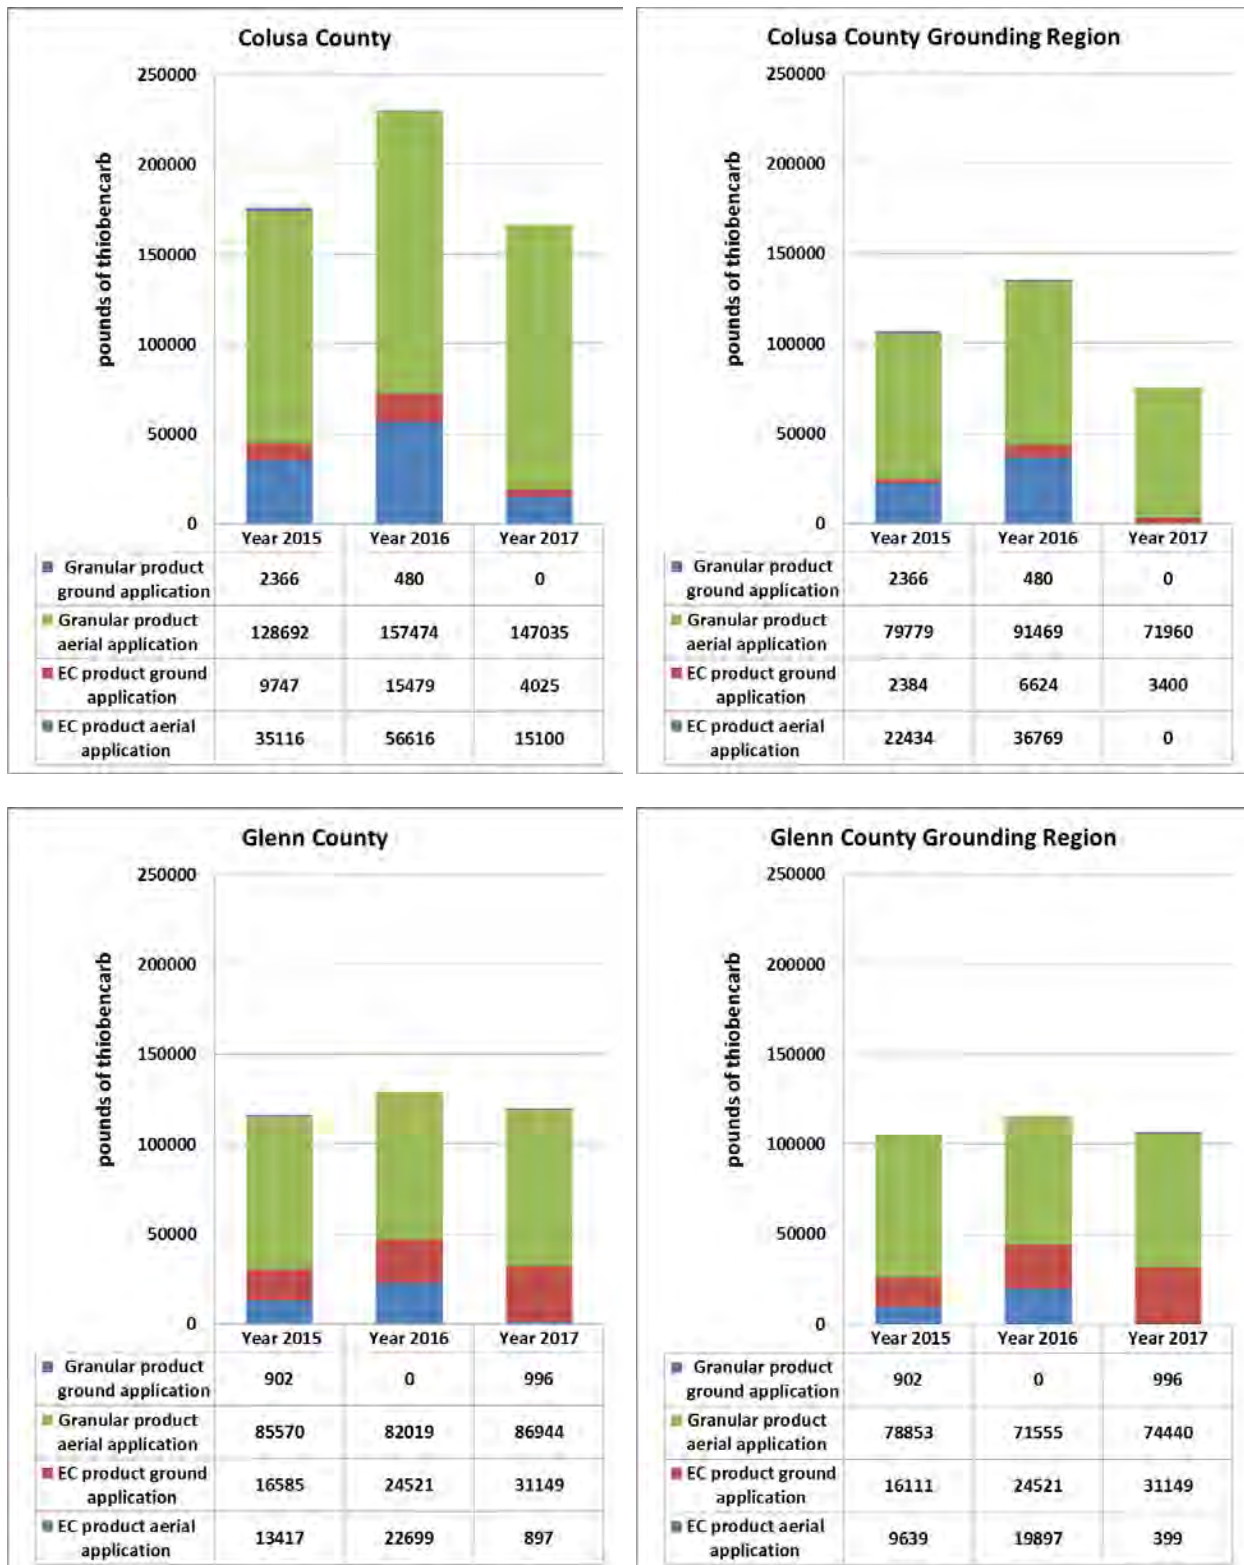 Colusa County
250000
200000
150000
100000
50000
0
pounds of thiobencarb
Year 2015 Year 2016 Year 2017
Granular product
ground application 2366 480 0
Granular product
aerial application 128692 157474 147035
EC product ground
application 9747 15479 4025
EC product aerial
application 35116 56616 15100
Colusa County Grounding Region
250000
200000
150000
100000
50000
0
pounds of thiobencarb
Year 2015 Year 2016 Year 2017
Granular product
ground application 2366 480 0
Granular product
aerial application 79779 91469 71960
EC product ground
application 2384 6624 3400
EC product aerial
application 22434 36769 0
Glenn County
250000
200000
150000
100000
50000
0
pounds of thiobencarb
Year 2015 Year 2016 Year 2017
Granular product
ground application 902 0 996
Granular product
aerial application 85570 82019 86944
EC product ground
application 16585 24521 31149
EC product aerial
application 13417 22699 897
Glenn County Grounding Region
250000
200000
150000
100000
50000
0
pounds of thiobencarb
Year 2015 Year 2016 Year 2017
Granular product
ground application 902 0 996
Granular product
aerial application 78853 71555 74440
EC product ground
application 16111 24521 31149
EC product aerial
application 9639 19897 399